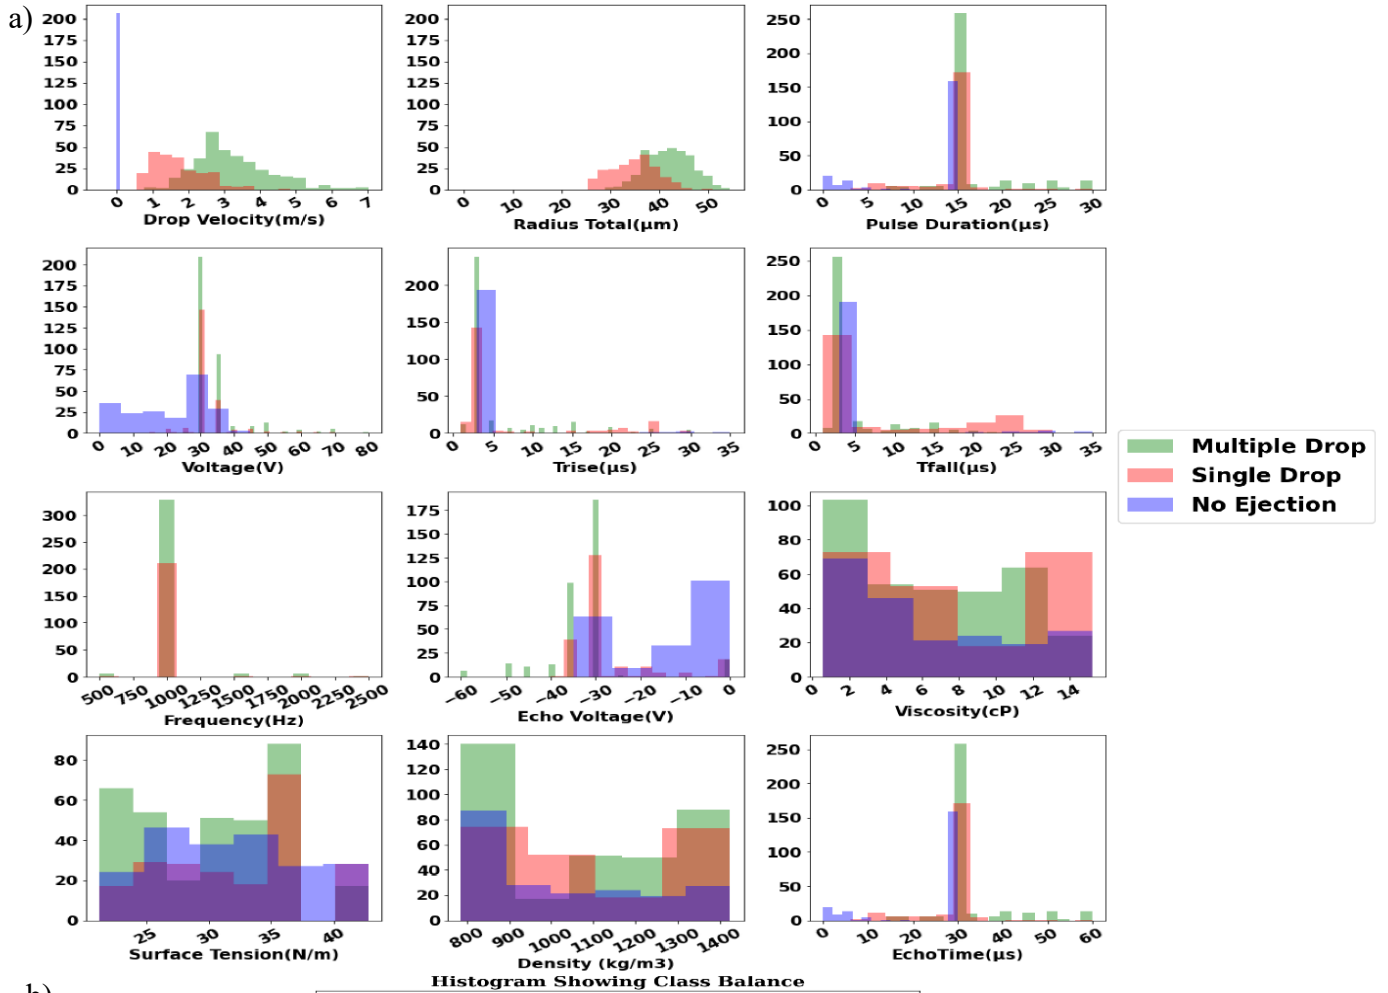 a)
200
175
150
125
100
75
50
25
0
0 1 2 3 4 5 6 7
Drop Velocity(m/s)
200
175
150
125
100
75
50
25
0
0 10 20 30 40 50
Radius Total(μm)
250
200
150
100
50
0
0 5 10 15 20 25 30
Pulse Duration(μs)
200
175
150
125
100
75
50
25
0
0 10 20 30 40 50 60 70 80
Voltage(V)
200
150
100
50
0
0 5 10 15 20 25 30 35
Trise(μs)
250
200
150
100
50
0
0 5 10 15 20 25 30 35
Tfall(μs)
Multiple Drop
Single Drop
No Ejection
300
250
200
150
100
50
0
500 750 1000 1250 1500 1750 2000 2250 2500
Frequency(Hz)
175
150
125
100
75
50
25
0
−60 −50 −40 −30 −20 −10 0
Echo Voltage(V)
100
80
60
40
20
0
0 2 4 6 8 10 12 14
Viscosity(cP)
80
60
40
20
0
25 30 35 40
Surface Tension(N/m)
140
120
100
80
60
40
20
0
800 900 1000 1100 1200 1300 1400
Density (kg/m3)
250
200
150
100
50
0
0 10 20 30 40 50 60
EchoTime(μs)
Histogram Showing Class Balance
b)